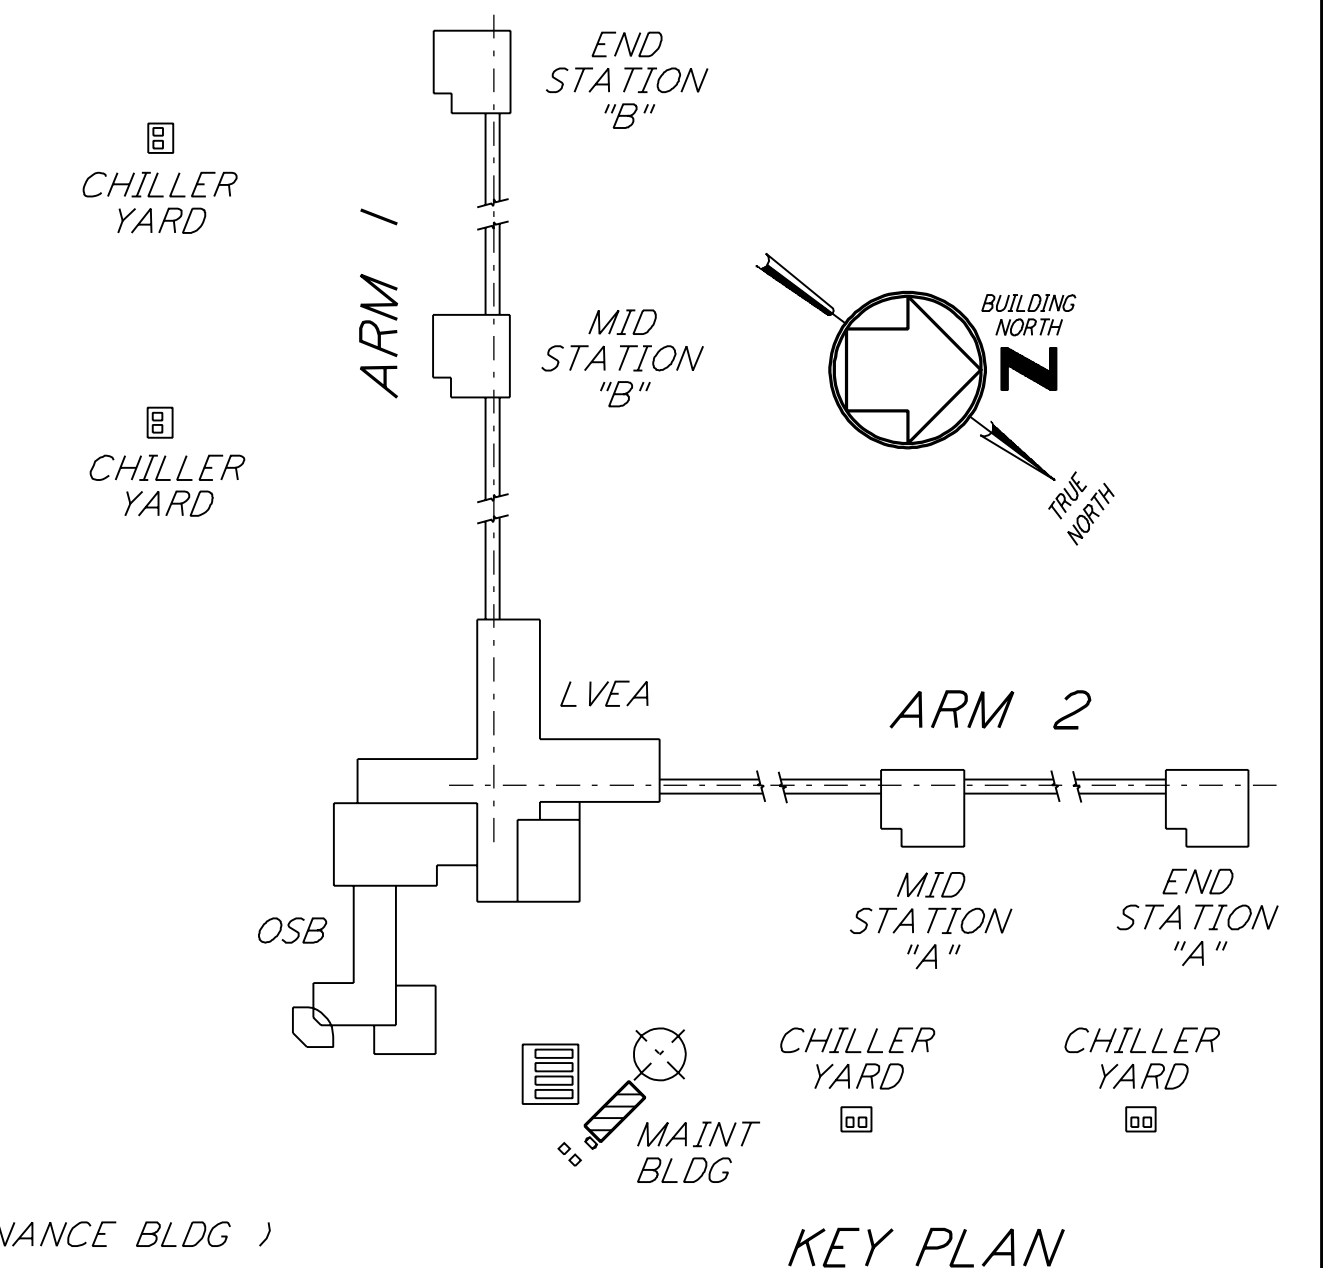 END
STATION
"B"
CHILLER
YARD
ARM 1
BUILDING
NORTH
N
MID
STATION
"B"
CHILLER
YARD
TRUE
NORTH
LVEA
ARM 2
MID
STATION
"A"
END
STATION
"A"
OSB
CHILLER
YARD
CHILLER
YARD
MAINT
BLDG
NANCE BLDG )
KEY PLAN